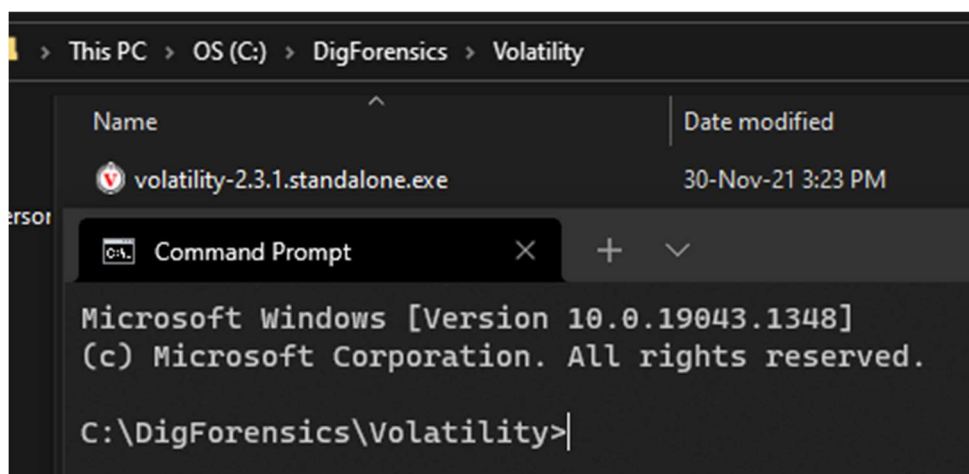 > This PC > OS (C:) > DigForensics > Volatility
Name Date modified
volatility-2.3.1.standalone.exe 30-Nov-21 3:23 PM
erson
Command Prompt
Microsoft Windows [Version 10.0.19043.1348]
(c) Microsoft Corporation. All rights reserved.
C:\DigForensics\Volatility>